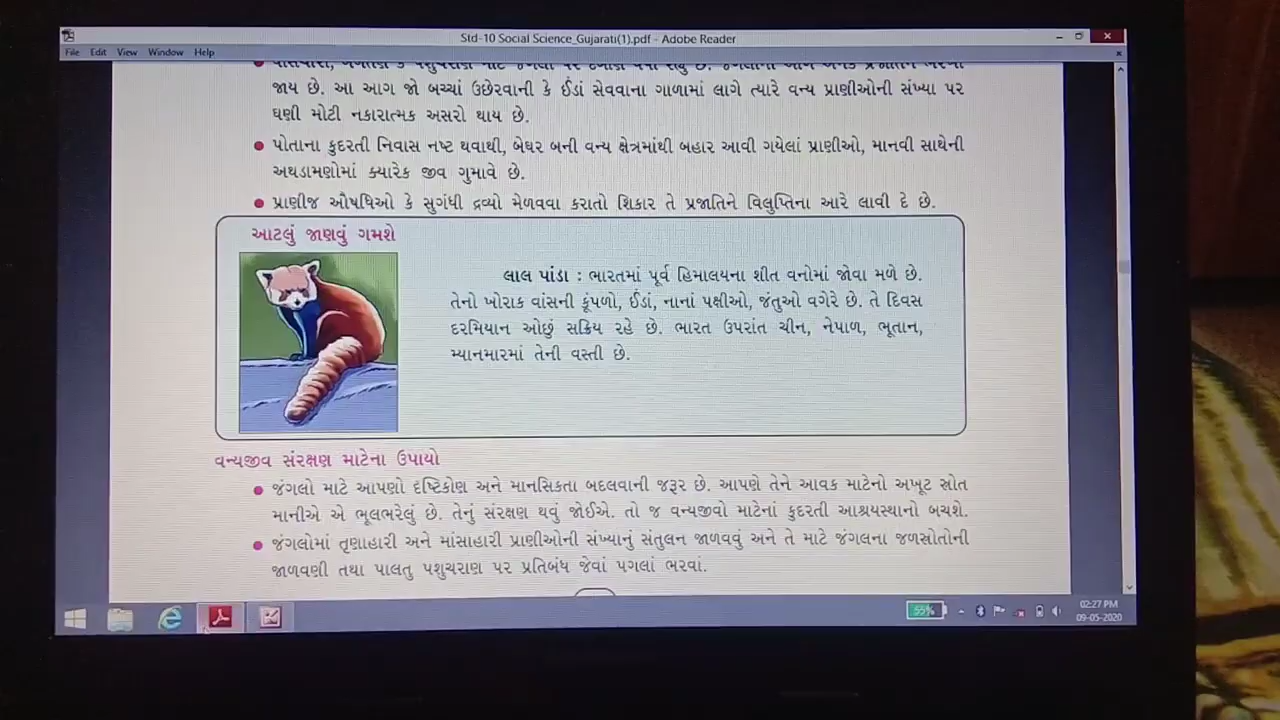 Std-10 Social Science_Gujarati(1).pdf - Adobe Reader
File Edit View Window Help
જાય છે. આ આગ જો બચ્ચાં ઉછેરવાની કે ઈંડાં સેવવાના ગાળામાં લાગે ત્યારે વન્ય પ્રાણીઓની સંખ્યા પર
ઘણી મોટી નકારાત્મક અસરો થાય છે.
• પોતાના કુદરતી નિવાસ નષ્ટ થવાથી, બેઘર બની વન્ય ક્ષેત્રમાંથી બહાર આવી ગયેલાં પ્રાણીઓ, માનવી સાથેની
અથડામણોમાં ક્યારેક જીવ ગુમાવે છે.
• પ્રાણીજ ઔષધિઓ કે સુગંધી દ્રવ્યો મેળવવા કરાતો શિકાર તે પ્રજાતિને વિલુપ્તિના આરે લાવી દે છે.
આટલું જાણવું ગમશે
લાલ પાંડા : ભારતમાં પૂર્વ હિમાલયના શીત વનોમાં જોવા મળે છે.
તેનો ખોરાક વાંસની કૂંપળો, ઈંડાં, નાનાં પક્ષીઓ, જંતુઓ વગેરે છે. તે દિવસ
દરમિયાન ઓછું સક્રિય રહે છે. ભારત ઉપરાંત ચીન, નેપાળ, ભૂતાન,
મ્યાનમારમાં તેની વસ્તી છે.
વન્યજીવ સંરક્ષણ માટેના ઉપાયો
• જંગલો માટે આપણો દૃષ્ટિકોણ અને માનસિકતા બદલવાની જરૂર છે. આપણે તેને આવક માટેનો અખૂટ સ્રોત
માનીએ એ ભૂલભરેલું છે. તેનું સંરક્ષણ થવું જોઈએ. તો જ વન્યજીવો માટેનાં કુદરતી આશ્રયસ્થાનો બચશે.
• જંગલોમાં તૃણાહારી અને માંસાહારી પ્રાણીઓની સંખ્યાનું સંતુલન જાળવવું અને તે માટે જંગલના જળસ્રોતોની
જાળવણી તથા પાલતુ પશુચરાણ પર પ્રતિબંધ જેવાં પગલાં ભરવાં.
55%
02:27 PM
09-05-2020